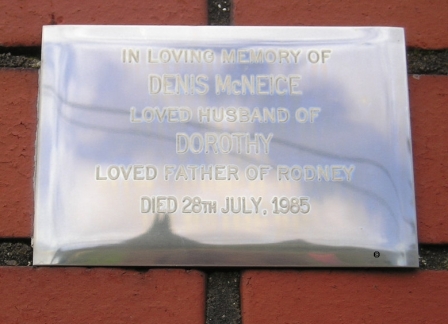 IN LOVING MEMORY OF
DENIS McNEICE
LOVED HUSBAND OF
DOROTHY
LOVED FATHER OF RODNEY
DIED 28TH JULY, 1985